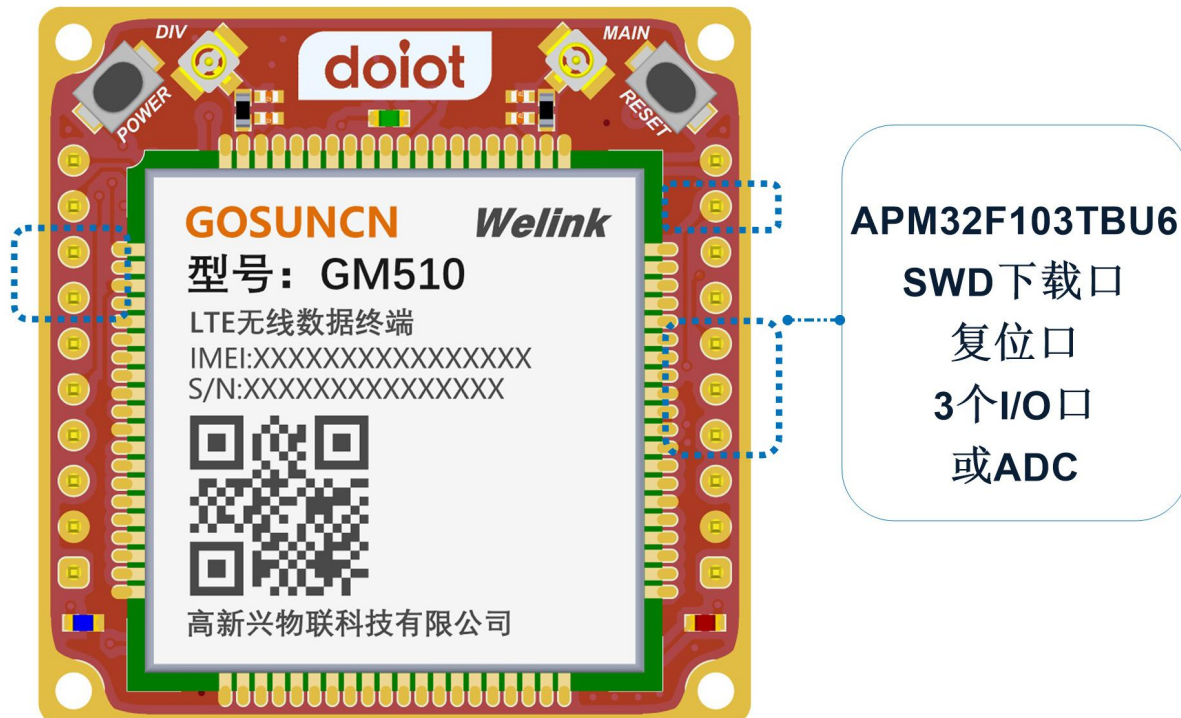 DIV
doiot
MAIN
POWER
RESET
GOSUNCN
Welink
型号：GM510
LTE无线数据终端
IMEI:XXXXXXXXXXXXXXXX
S/N:XXXXXXXXXXXXXXX
高新兴物联科技有限公司
APM32F103TBU6
SWD下载口
复位口
3个I/O口
或ADC